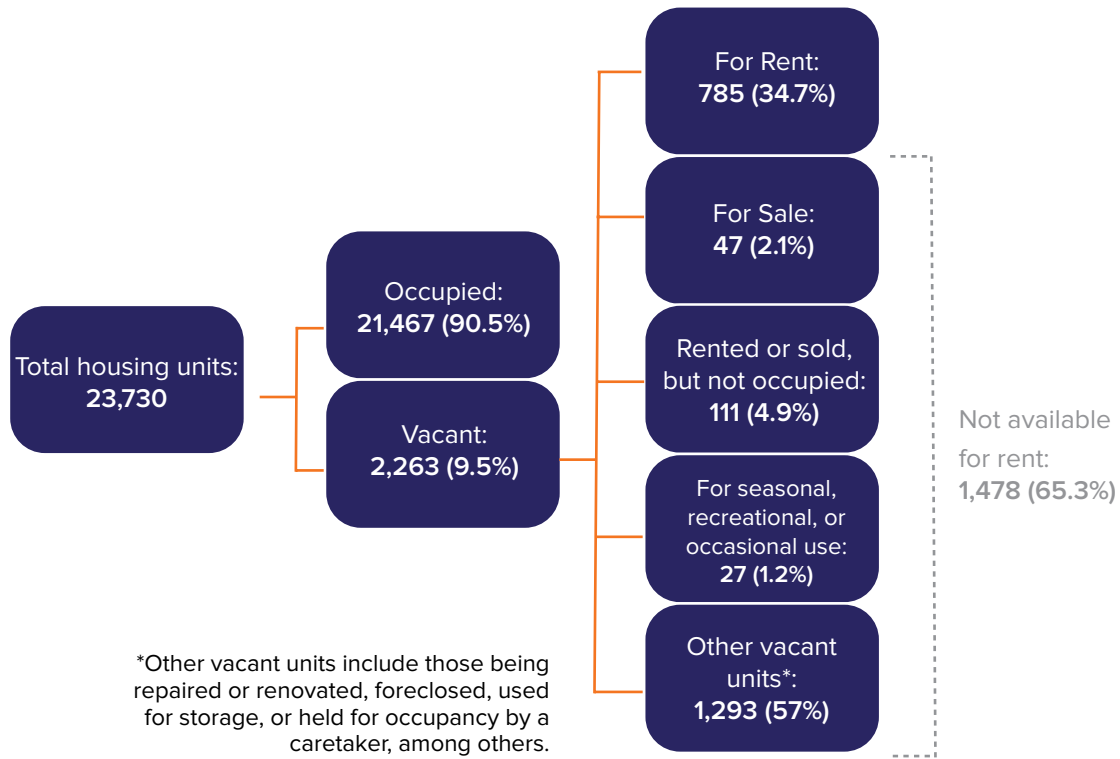 Total housing units:
23,730
Occupied:
21,467 (90.5%)
Vacant:
2,263 (9.5%)
For Rent:
785 (34.7%)
For Sale:
47 (2.1%)
Rented or sold,
but not occupied:
111 (4.9%)
For seasonal,
recreational, or
occasional use:
27 (1.2%)
Other vacant
units*:
1,293 (57%)
Not available
for rent:
1,478 (65.3%)
*Other vacant units include those being
repaired or renovated, foreclosed, used
for storage, or held for occupancy by a
caretaker, among others.